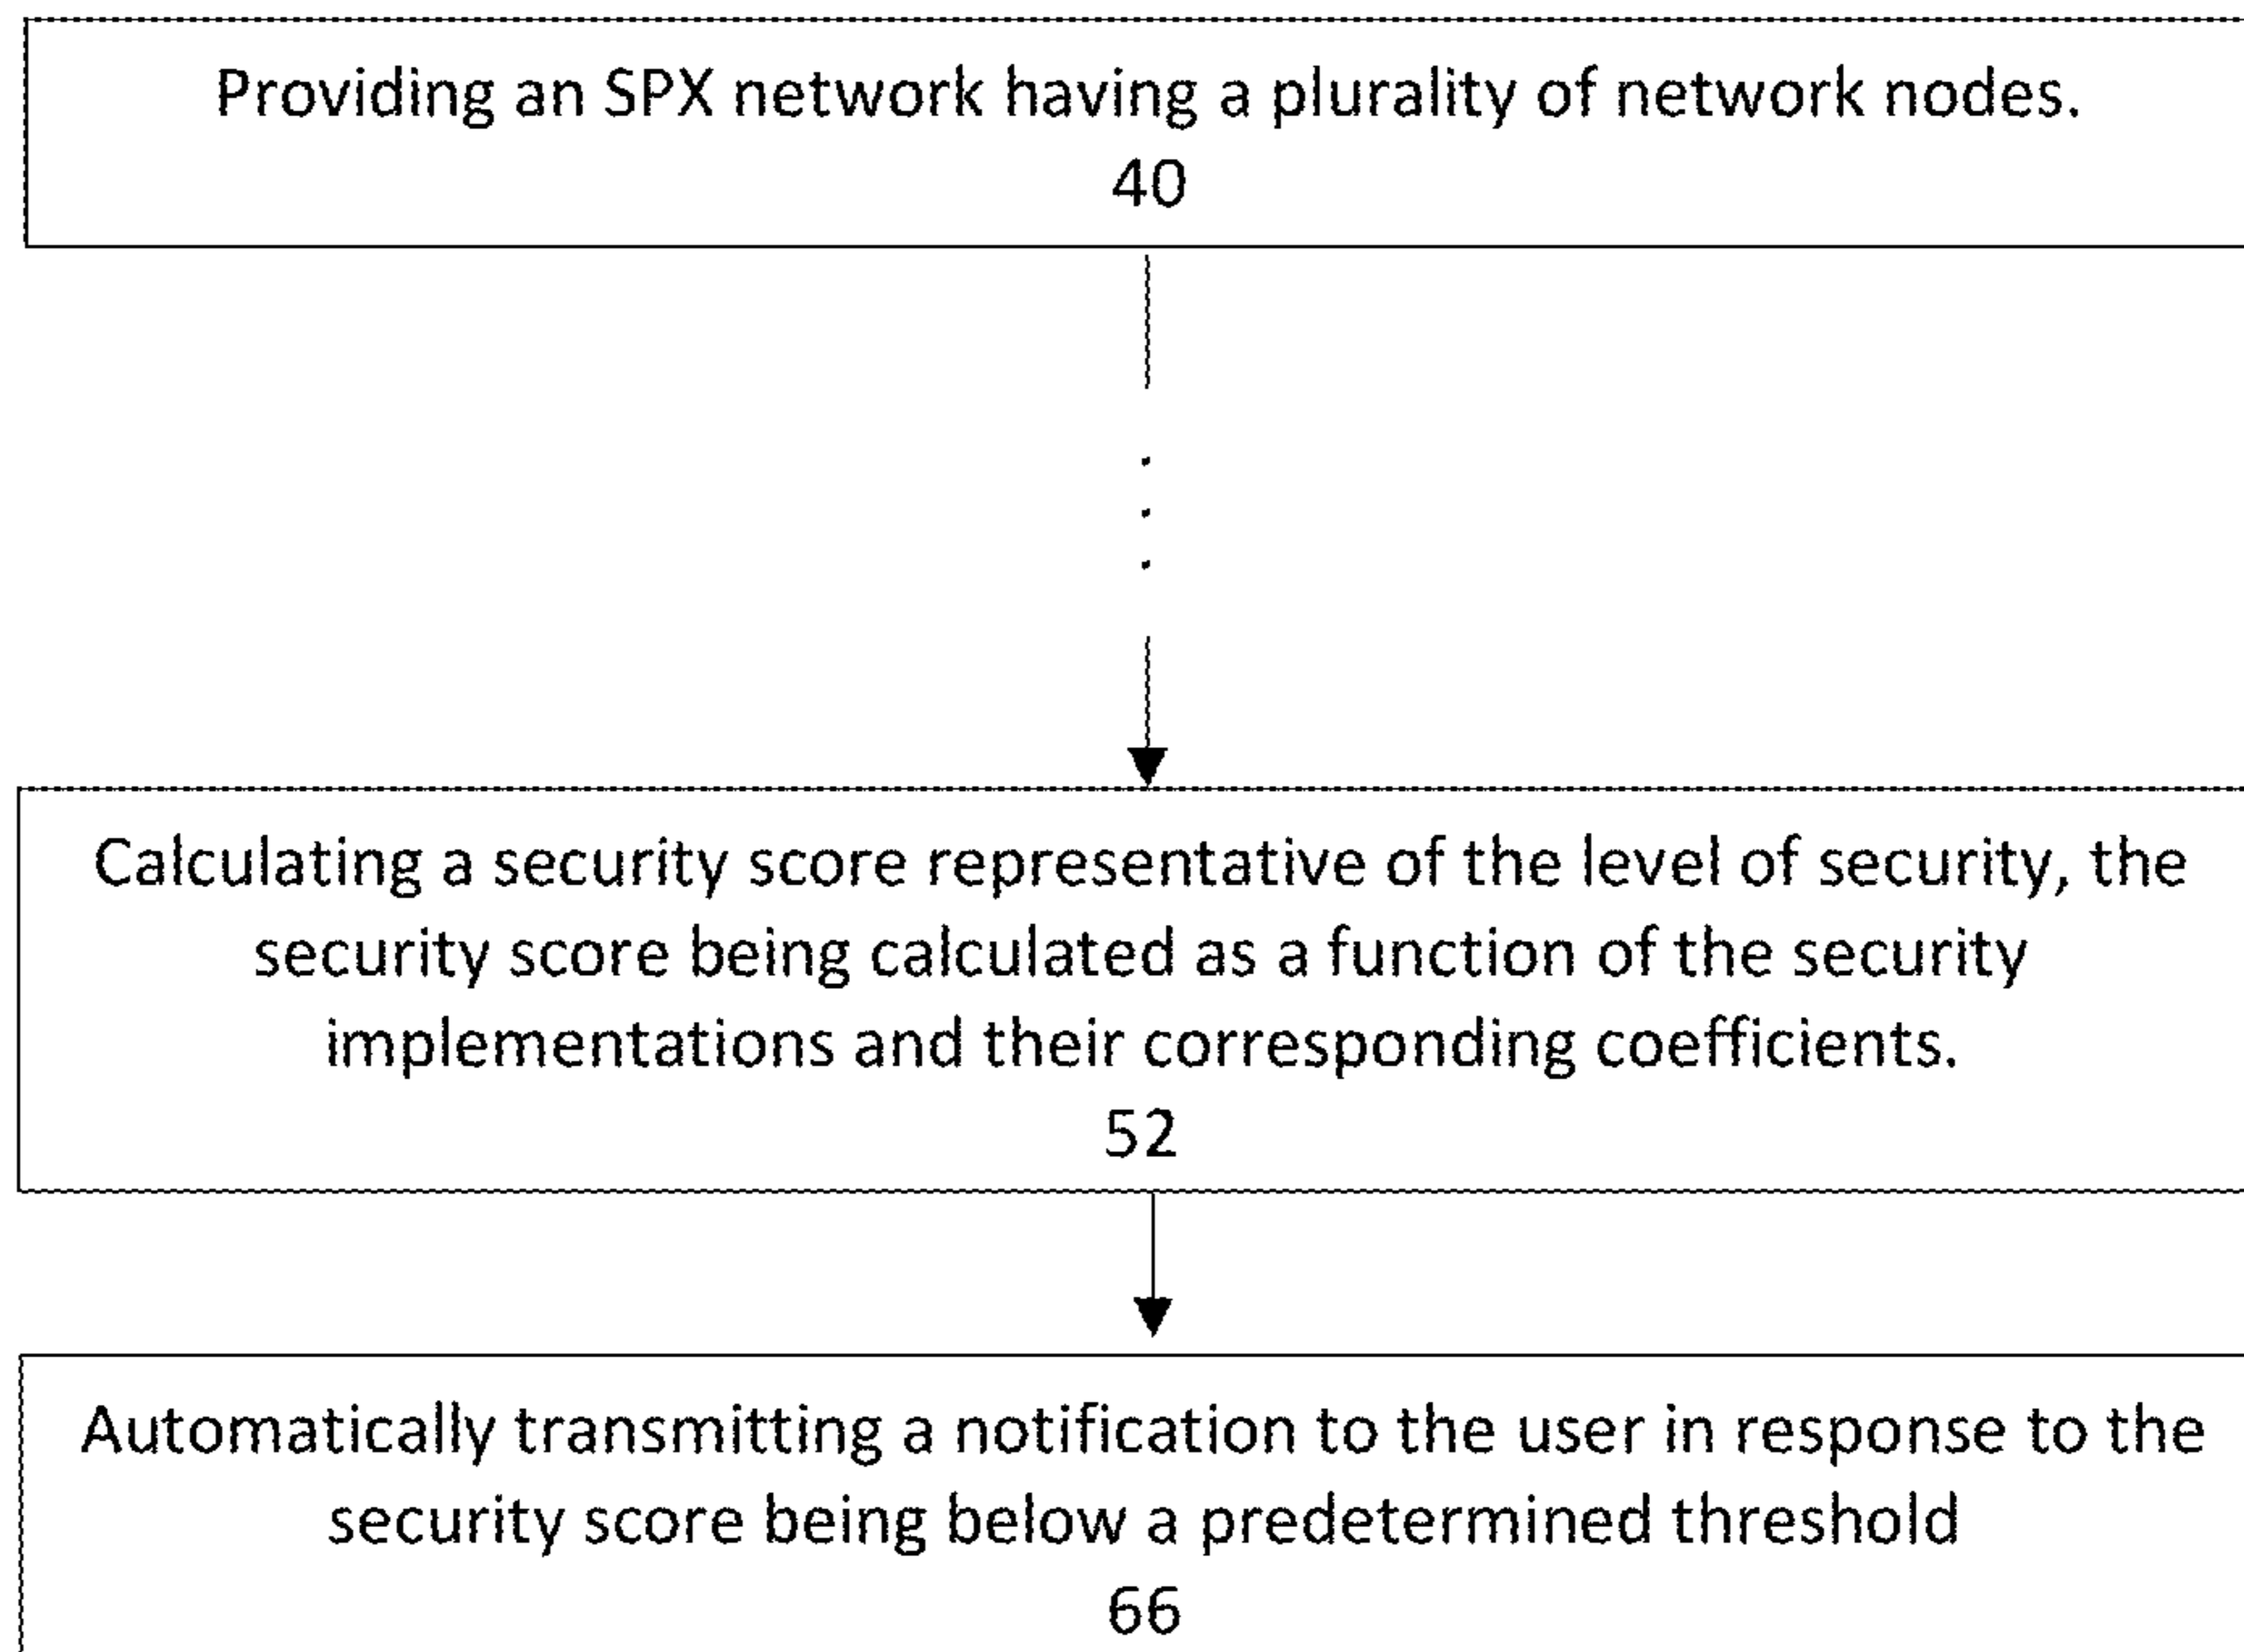 Providing an SPX network having a plurality of network nodes.
40
Calculating a security score representative of the level of security, the
security score being calculated as a function of the security
implementations and their corresponding coefficients.
52
Automatically transmitting a notification to the user in response to the
security score being below a predetermined threshold
66